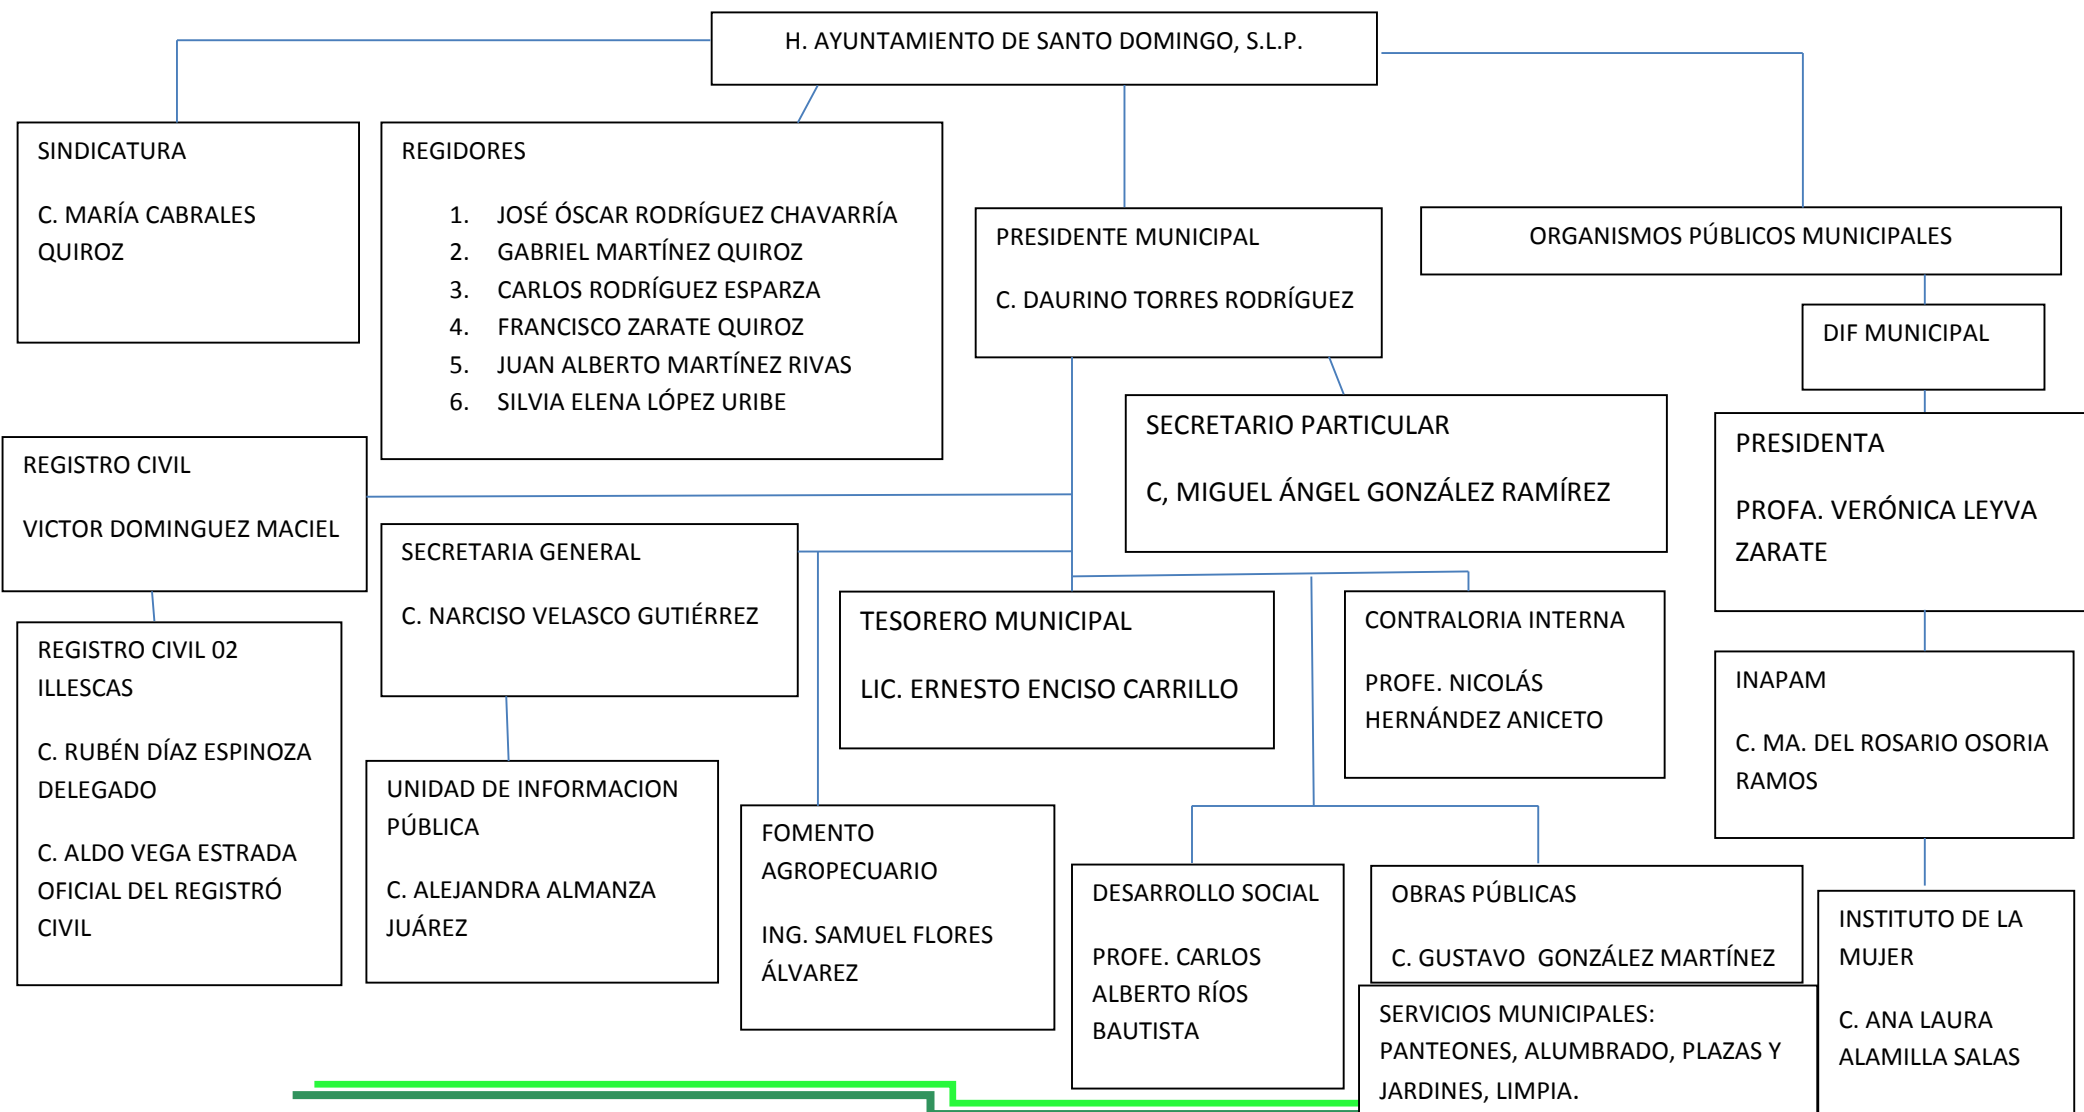 H. AYUNTAMIENTO DE SANTO DOMINGO, S.L.P.
SINDICATURA
C. MARÍA CABRALES
QUIROZ
REGIDORES
1. JOSÉ ÓSCAR RODRÍGUEZ CHAVARRÍA
2. GABRIEL MARTÍNEZ QUIROZ
3. CARLOS RODRÍGUEZ ESPARZA
4. FRANCISCO ZARATE QUIROZ
5. JUAN ALBERTO MARTÍNEZ RIVAS
6. SILVIA ELENA LÓPEZ URIBE
PRESIDENTE MUNICIPAL
C. DAURINO TORRES RODRÍGUEZ
ORGANISMOS PÚBLICOS MUNICIPALES
DIF MUNICIPAL
SECRETARIO PARTICULAR
C, MIGUEL ÁNGEL GONZÁLEZ RAMÍREZ
PRESIDENTA
PROFA. VERÓNICA LEYVA
ZARATE
REGISTRO CIVIL
VICTOR DOMINGUEZ MACIEL
SECRETARIA GENERAL
C. NARCISO VELASCO GUTIÉRREZ
TESORERO MUNICIPAL
LIC. ERNESTO ENCISO CARRILLO
CONTRALORIA INTERNA
PROFE. NICOLÁS
HERNÁNDEZ ANICETO
REGISTRO CIVIL 02
ILLESCAS
C. RUBÉN DÍAZ ESPINOZA
DELEGADO
C. ALDO VEGA ESTRADA
OFICIAL DEL REGISTRÓ
CIVIL
INAPAM
C. MA. DEL ROSARIO OSORIA
RAMOS
UNIDAD DE INFORMACION
PÚBLICA
C. ALEJANDRA ALMANZA
JUÁREZ
FOMENTO
AGROPECUARIO
ING. SAMUEL FLORES
ÁLVAREZ
DESARROLLO SOCIAL
PROFE. CARLOS
ALBERTO RÍOS
BAUTISTA
OBRAS PÚBLICAS
C. GUSTAVO  GONZÁLEZ MARTÍNEZ
SERVICIOS MUNICIPALES:
PANTEONES, ALUMBRADO, PLAZAS Y
JARDINES, LIMPIA.
INSTITUTO DE LA
MUJER
C. ANA LAURA
ALAMILLA SALAS